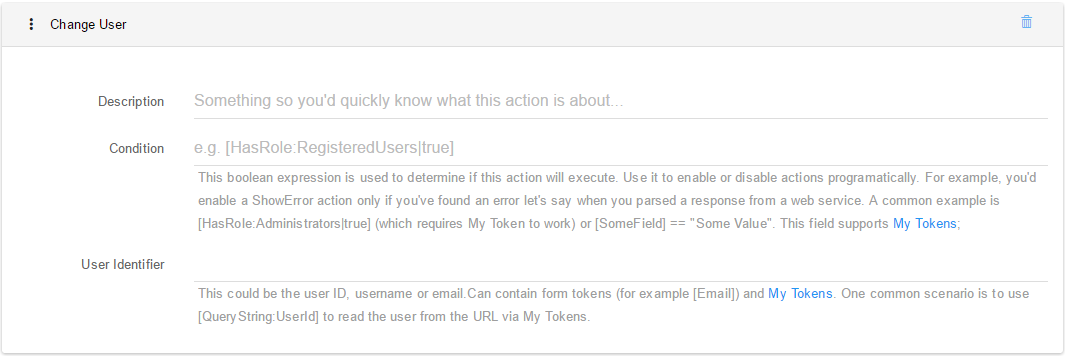 Change User
Description
Something so you'd quickly know what this action is about...
Condition
e.g. [HasRole:RegisteredUsers|true]
This boolean expression is used to determine if this action will execute. Use it to enable or disable actions programatically. For example, you'd
enable a ShowError action only if you've found an error let's say when you parsed a response from a web service. A common example is
[HasRole:Administrators|true] (which requires My Token to work) or [SomeField] == "Some Value". This field supports My Tokens;
User Identifier
This could be the user ID, username or email.Can contain form tokens (for example [Email]) and My Tokens. One common scenario is to use
[QueryString:UserId] to read the user from the URL via My Tokens.